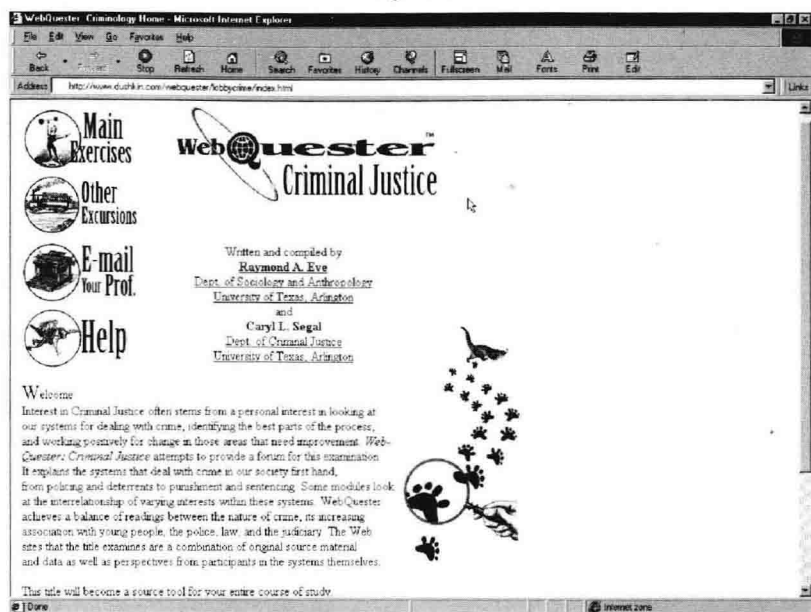 WebQuester: Criminology Home - Microsoft Internet Explorer
File Edit View Go Favorites Help
Back Forward Stop Refresh Home Search Favorites History Channels Fullscreen Mail Fonts Print Edit
Address http://www.dushkin.com/webquester/lobbycrime/index.html Links
Main
Exercises
Other
Excursions
E-mail
Your Prof.
Help
WebQuester™
Criminal Justice
Written and compiled by
Raymond A. Eve
Dept. of Sociology and Anthropology
University of Texas, Arlington
and
Caryl L. Segal
Dept. of Criminal Justice
University of Texas, Arlington
Welcome
Interest in Criminal Justice often stems from a personal interest in looking at
our systems for dealing with crime, identifying the best parts of the process,
and working positively for change in those areas that need improvement. Web-
Quester: Criminal Justice attempts to provide a forum for this examination.
It explains the systems that deal with crime in our society first hand,
from policing and deterrents to punishment and sentencing. Some modules look
at the interrelationship of varying interests within these systems. WebQuester
achieves a balance of readings between the nature of crime, its increasing
association with young people, the police, law, and the judiciary. The Web
sites that the title examines are a combination of original source material
and data as well as perspectives from participants in the systems themselves.
This title will become a source tool for your entire course of study.
Done
Internet zone